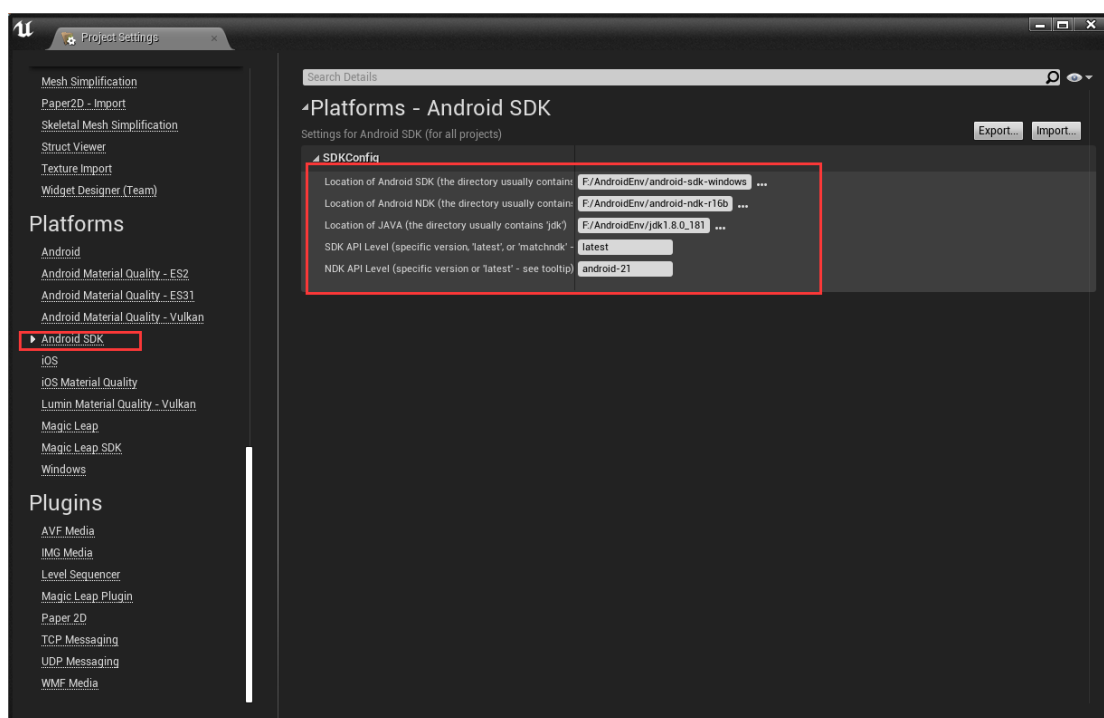 Project Settings
Mesh Simplification
Paper2D - Import
Skeletal Mesh Simplification
Struct Viewer
Texture Import
Widget Designer (Team)
Platforms
Android
Android Material Quality - ES2
Android Material Quality - ES31
Android Material Quality - Vulkan
Android SDK
iOS
iOS Material Quality
Lumin Material Quality - Vulkan
Magic Leap
Magic Leap SDK
Windows
Plugins
AVF Media
IMG Media
Level Sequencer
Magic Leap Plugin
Paper 2D
TCP Messaging
UDP Messaging
WMF Media
Search Details
Platforms - Android SDK
Settings for Android SDK (for all projects)
Export... Import...
SDKConfig
Location of Android SDK (the directory usually contains F:/AndroidEnv/android-sdk-windows ...
Location of Android NDK (the directory usually contains F:/AndroidEnv/android-ndk-r16b ...
Location of JAVA (the directory usually contains 'jdk') F:/AndroidEnv/jdk1.8.0_181 ...
SDK API Level (specific version, 'latest', or 'matchndk' - latest
NDK API Level (specific version or 'latest' - see tooltip) android-21